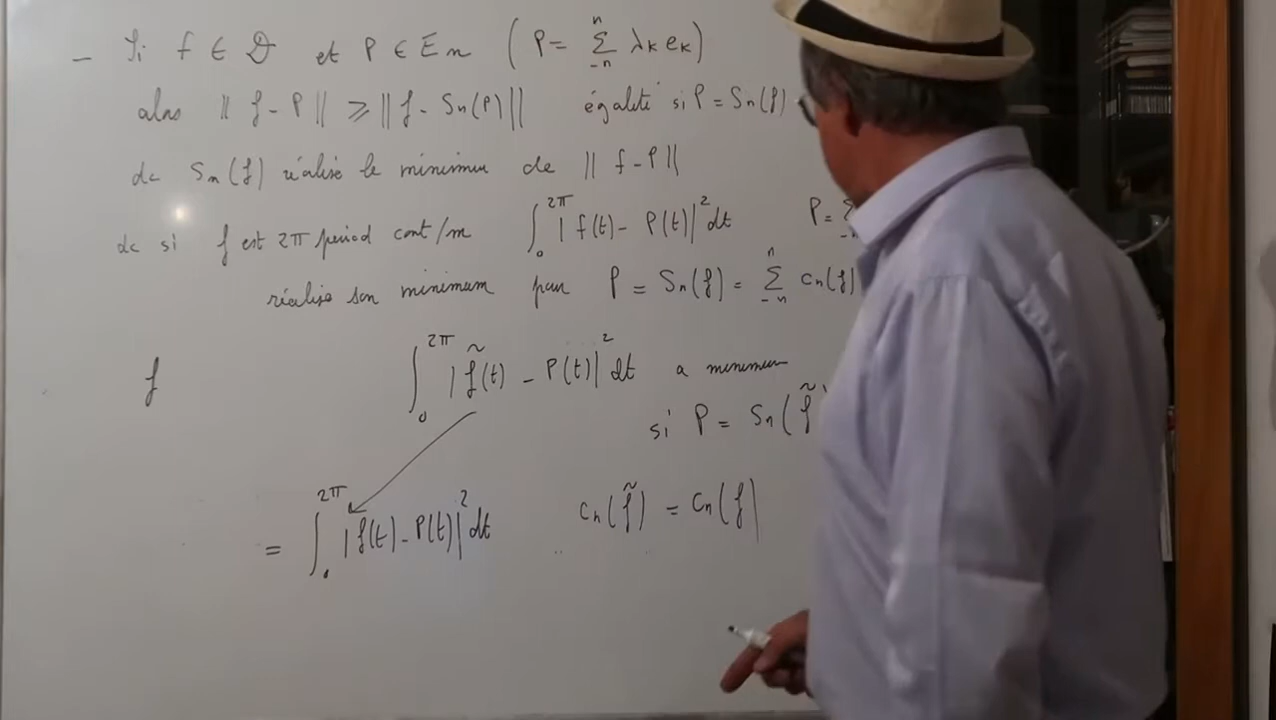 - Si f ∈ 𝒟 et P ∈ En ( P = Σ_{-n}^{n} λk ek )
alors || f - P || ≥ || f - Sn(P) || égalité si P = Sn(f)
dc Sn(f) réalise le minimum de || f - P ||
dc si f est 2π period cont/m ∫_0^{2π} | f(t) - P(t) |² dt P = Σ
réalise son minimum pour P = Sn(f) = Σ_{-n}^{n} cn(f)
f ∫_0^{2π} | f̃(t) - P(t) |² dt a minimum
si P = Sn( f̃
= ∫_0^{2π} | f(t) - P(t) |² dt cn( f̃ ) = cn(f)